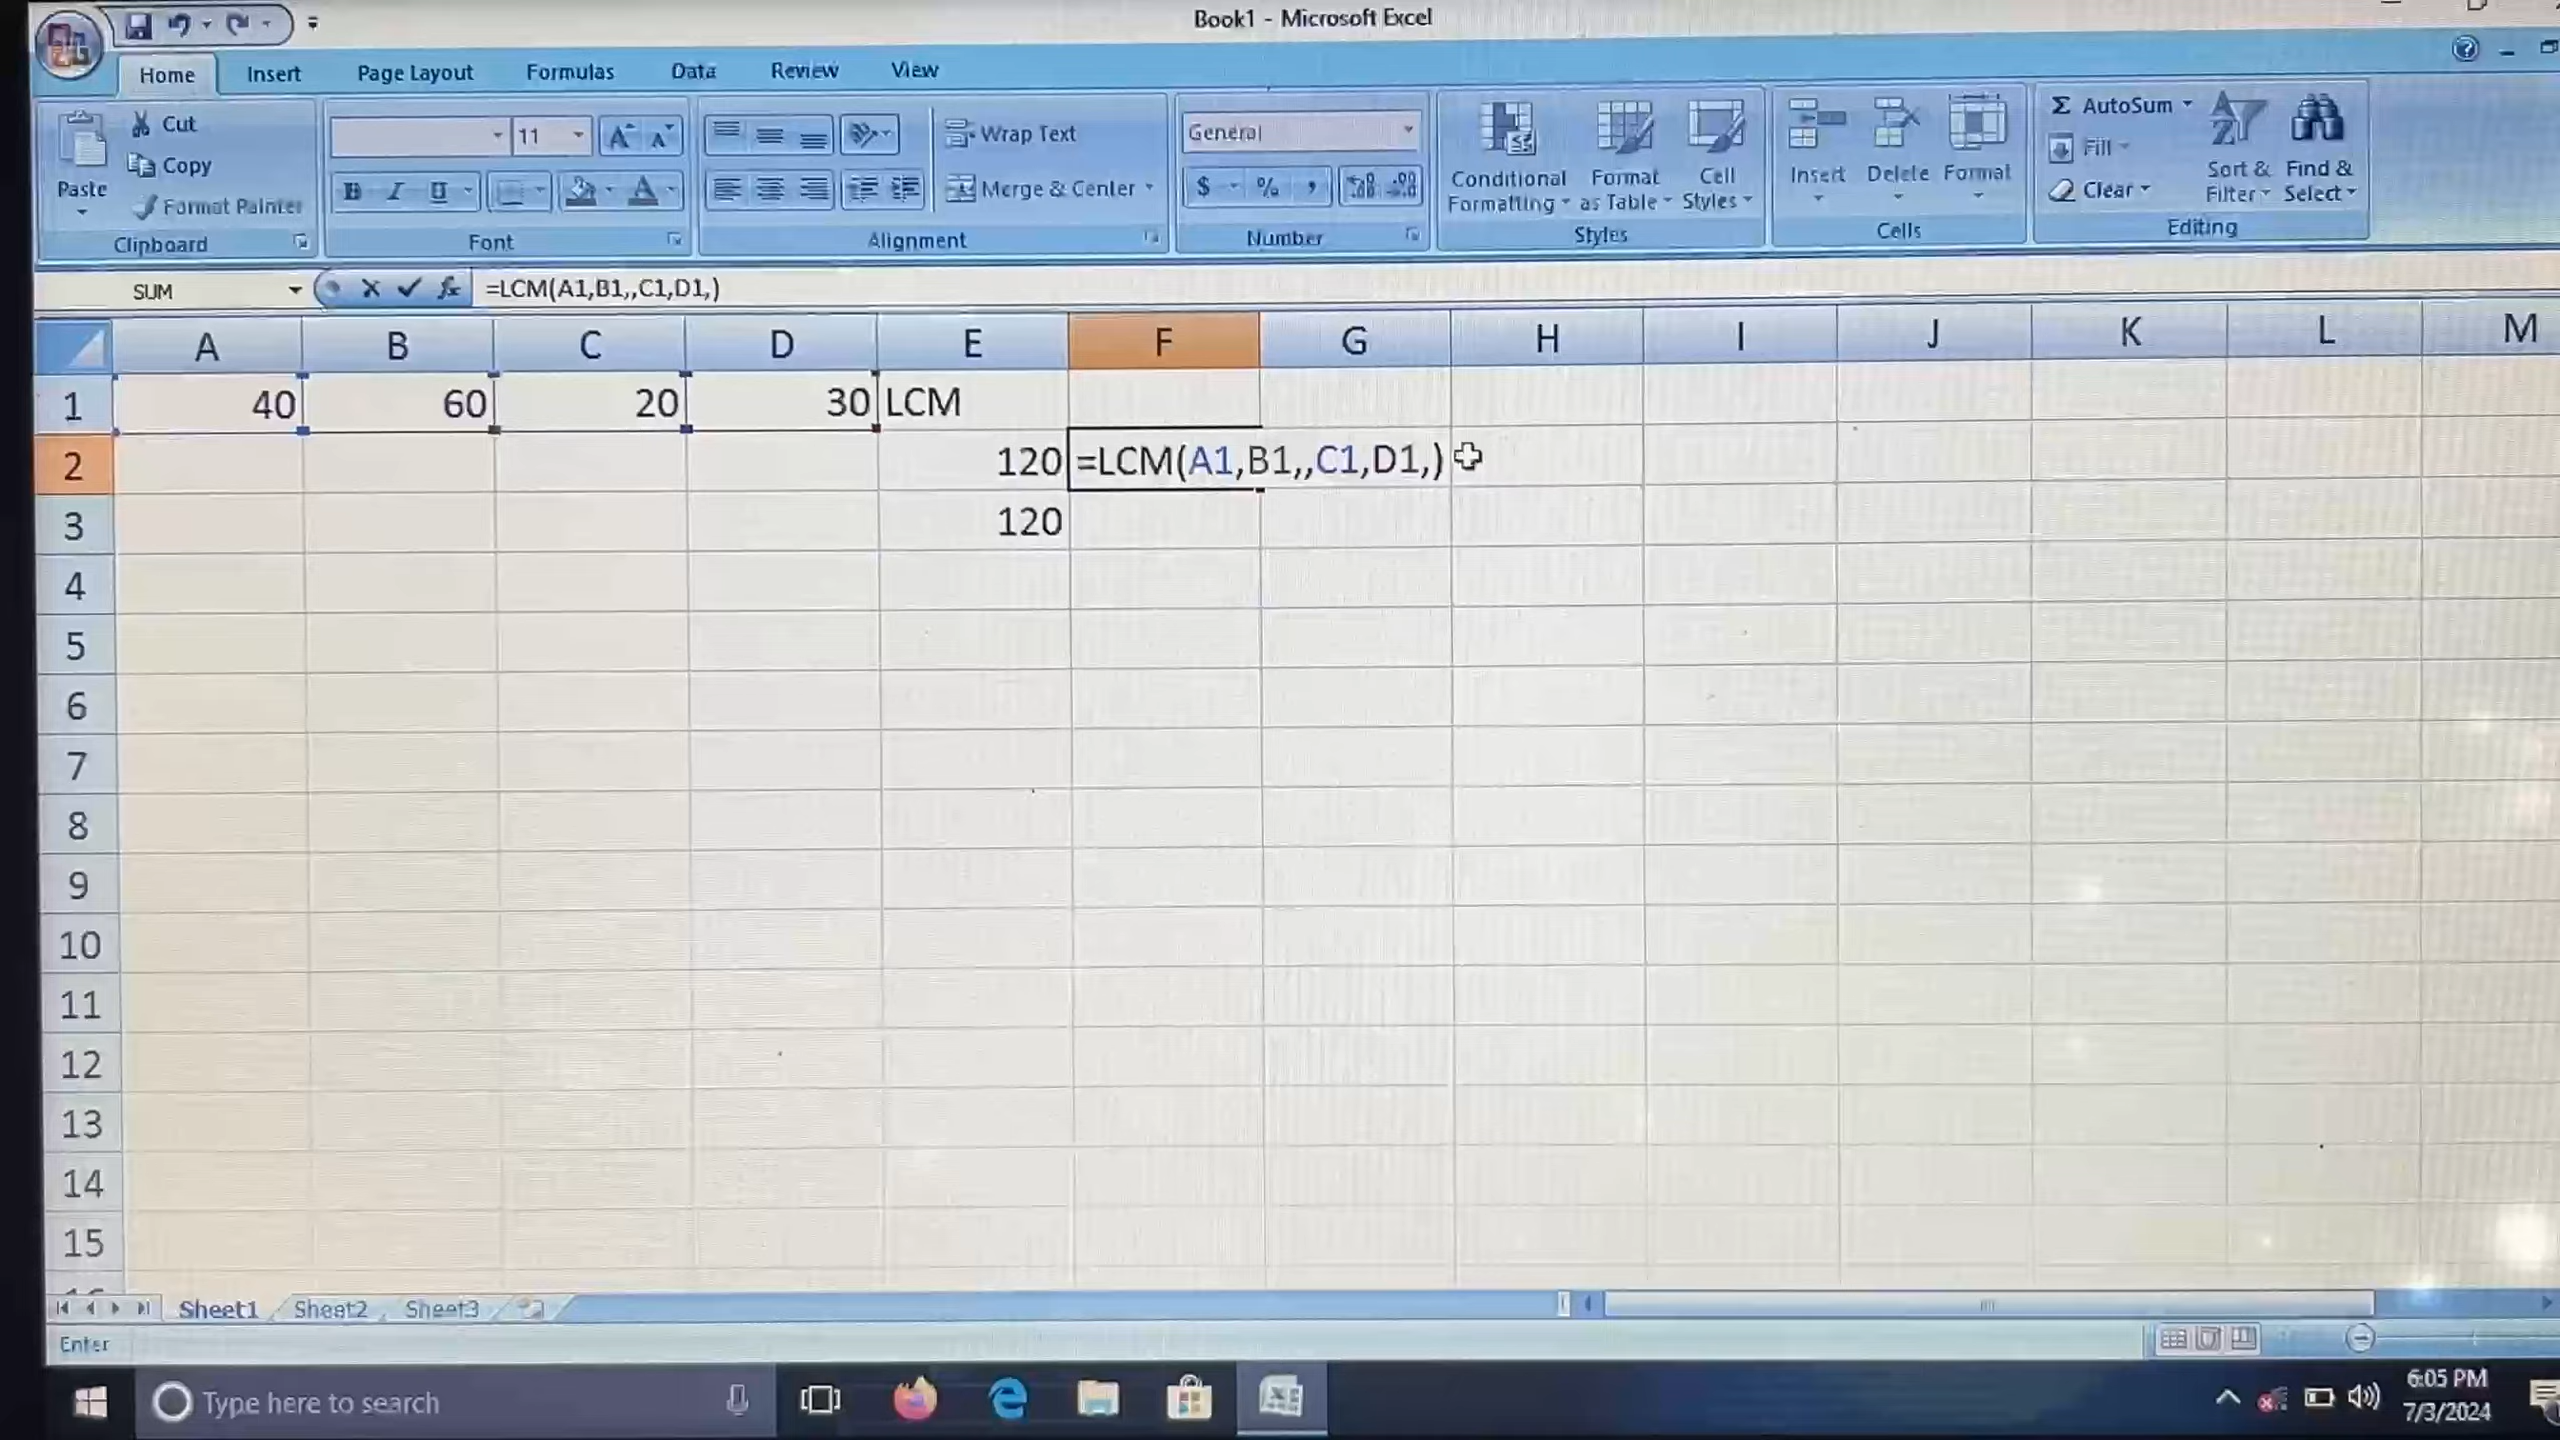 Book1 - Microsoft Excel
Home Insert Page Layout Formulas Data Review View
Paste Cut Copy Format Painter
Clipboard
11
B I U
Font
Wrap Text
Merge & Center
Alignment
General
$ % ,
Number
Conditional Formatting Format as Table Cell Styles
Styles
Insert Delete Format
Cells
Σ AutoSum
Fill
Clear
Sort & Filter Find & Select
Editing
SUM =LCM(A1,B1,,C1,D1,)
A B C D E F G H I J K L M
1 40 60 20 30 LCM
2 120 =LCM(A1,B1,,C1,D1,)
3 120
4
5
6
7
8
9
10
11
12
13
14
15
Sheet1 Sheet2 Sheet3
Enter
Type here to search
6:05 PM
7/3/2024